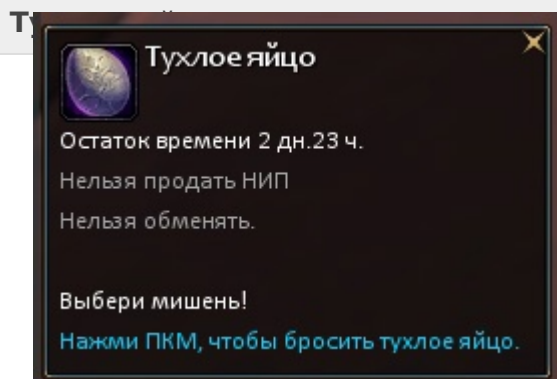 Тухлое яйцо
Остаток времени 2 дн.23 ч.
Нельзя продать НИП
Нельзя обменять.
Выбери мишень!
Нажми ПКМ, чтобы бросить тухлое яйцо.